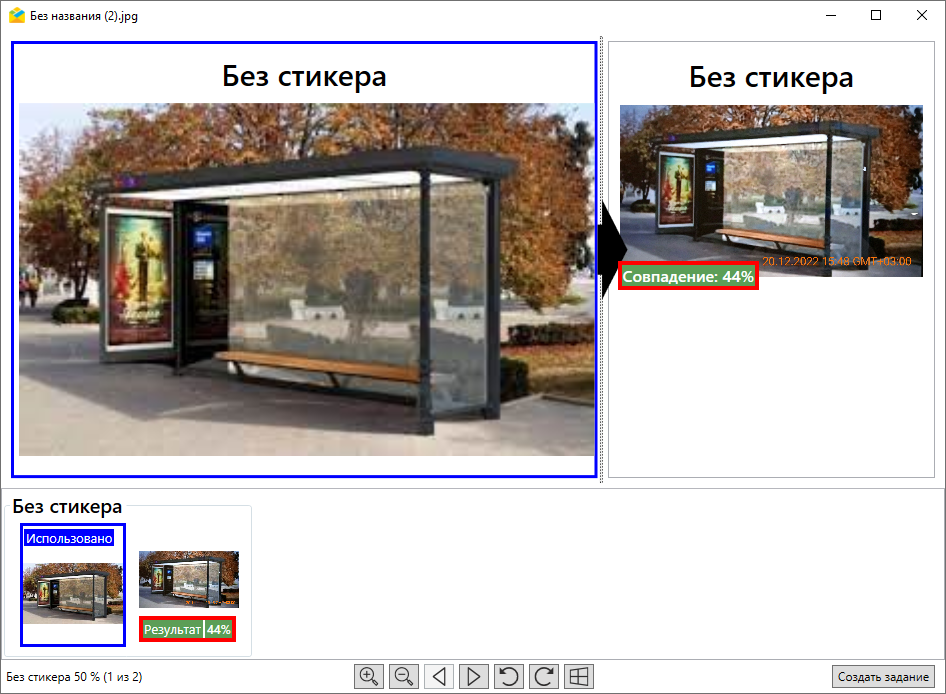 Без названия (2).jpg
Без стикера
Без стикера
20.12.2022 15:48 GMT+03:00
Совпадение: 44%
Без стикера
Использовано
Результат 44%
Без стикера 50 % (1 из 2)
Создать задание